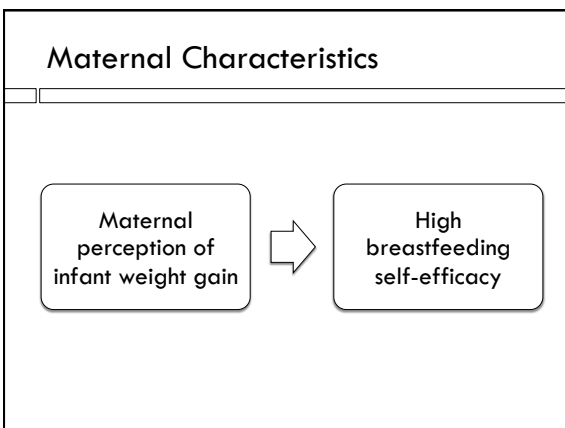 Maternal Characteristics
Maternal
perception of
infant weight gain
High
breastfeeding
self-efficacy